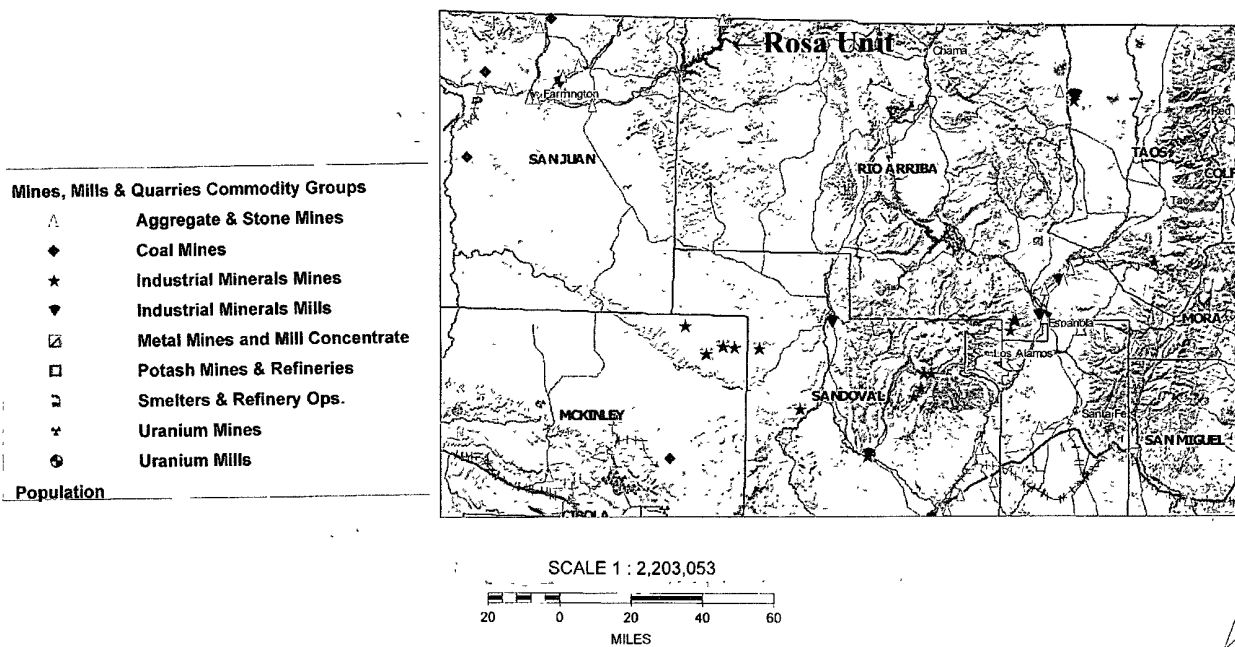 Mines, Mills & Quarries Commodity Groups
Aggregate & Stone Mines
Coal Mines
Industrial Minerals Mines
Industrial Minerals Mills
Metal Mines and Mill Concentrate
Potash Mines & Refineries
Smelters & Refinery Ops.
Uranium Mines
Uranium Mills
Population
Rosa Unit
Chama
Farmington
SAN JUAN
RIO ARRIBA
TAOS
COLF
Red
Taos
MORA
Espanola
Los Alamos
SANDOVAL
MCKINLEY
Santa Fe
SAN MIGUEL
CIBOLA
SCALE 1 : 2,203,053
20 0 20 40 60
MILES